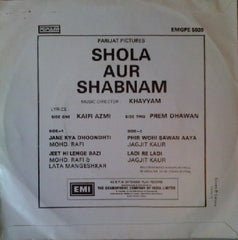 EMGPE 5009
PARIJAT PICTURES
SHOLA
AUR
SHABNAM
MUSIC DIRECTOR : KHAYYAM
LYRICS:
SIDE ONE KAIFI AZMI SIDE TWO PREM DHAWAN
SIDE-1
JANE KYA DHOONDHTI
MOHD. RAFI
JEET HI LENGE BAZI
MOHD. RAFI &
LATA MANGESHKAR
SIDE-2
PHIR WOHI SAWAN AAYA
JAGJIT KAUR
LADI RE LADI
JAGJIT KAUR
EMI
THE GRAMOPHONE COMPANY OF INDIA LIMITED